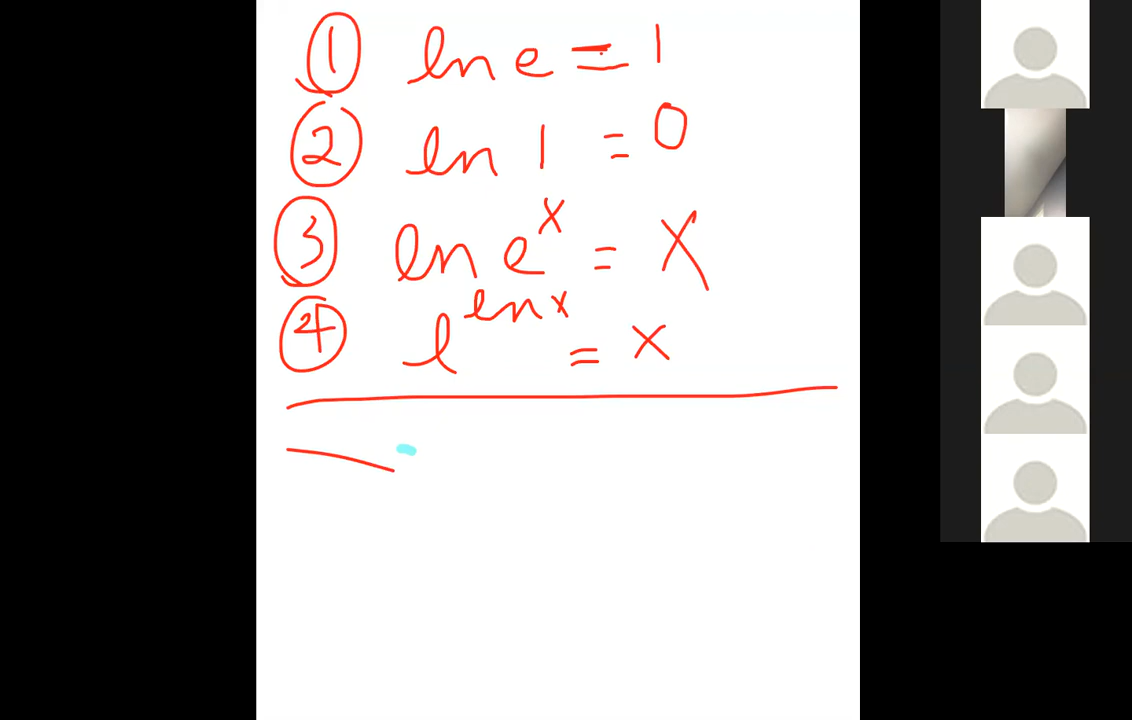 ① ln e = 1
② ln 1 = 0
③ ln e^x = x
④ e^{ln x} = x